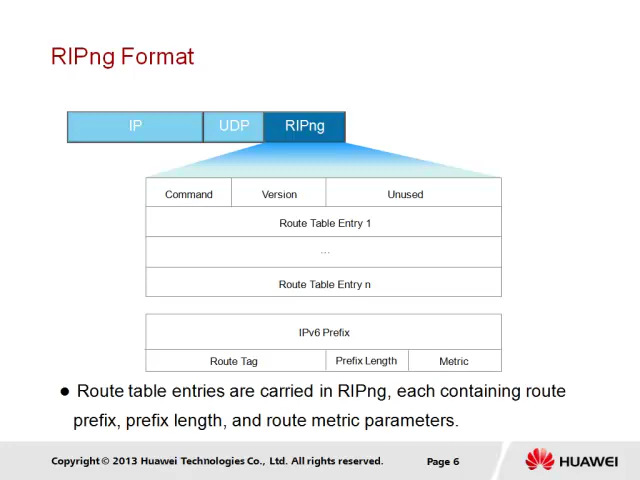 RIPng Format
IP UDP RIPng
Command Version Unused
Route Table Entry 1
...
Route Table Entry n
IPv6 Prefix
Route Tag Prefix Length Metric
● Route table entries are carried in RIPng, each containing route
prefix, prefix length, and route metric parameters.
Copyright © 2013 Huawei Technologies Co., Ltd. All rights reserved. Page 6 HUAWEI